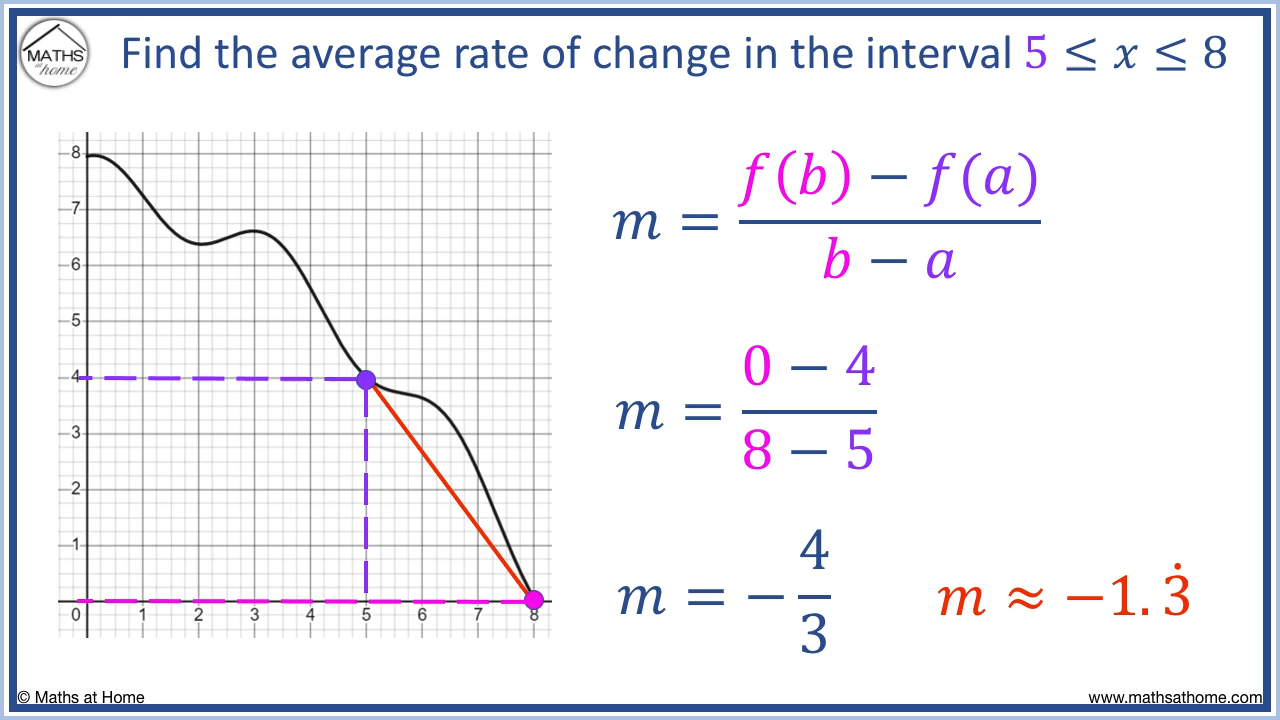 MATHS
at
home
Find the average rate of change in the interval 5 ≤ x ≤ 8
8
7
6
5
4
3
2
1
0 1 2 3 4 5 6 7 8
m = f(b) − f(a) / b − a
m = 0 − 4 / 8 − 5
m = − 4 / 3
m ≈ −1.3̇
© Maths at Home
www.mathsathome.com